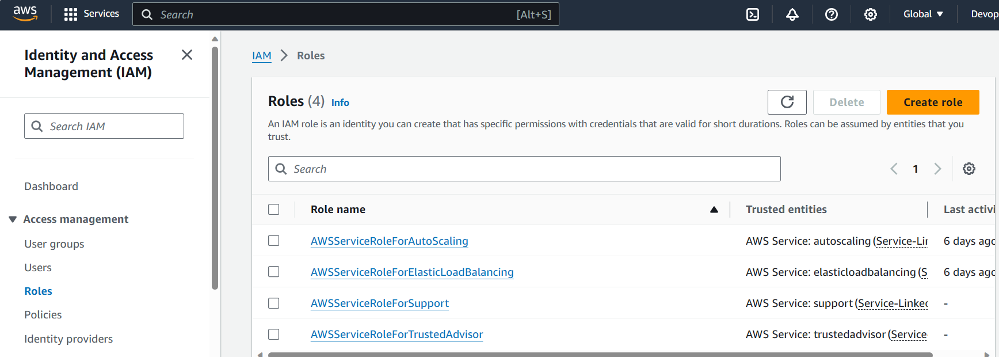 aws
Services
Search
[Alt+S]
Global
Devop
Identity and Access
Management (IAM)
Search IAM
Dashboard
Access management
User groups
Users
Roles
Policies
Identity providers
IAM
Roles
Roles (4) Info
Delete
Create role
An IAM role is an identity you can create that has specific permissions with credentials that are valid for short durations. Roles can be assumed by entities that you
trust.
Search
1
Role name
Trusted entities
Last activi
AWSServiceRoleForAutoScaling
AWS Service: autoscaling (Service-Lin
6 days ago
AWSServiceRoleForElasticLoadBalancing
AWS Service: elasticloadbalancing (S
6 days ago
AWSServiceRoleForSupport
AWS Service: support (Service-Linked
-
AWSServiceRoleForTrustedAdvisor
AWS Service: trustedadvisor (Service
-